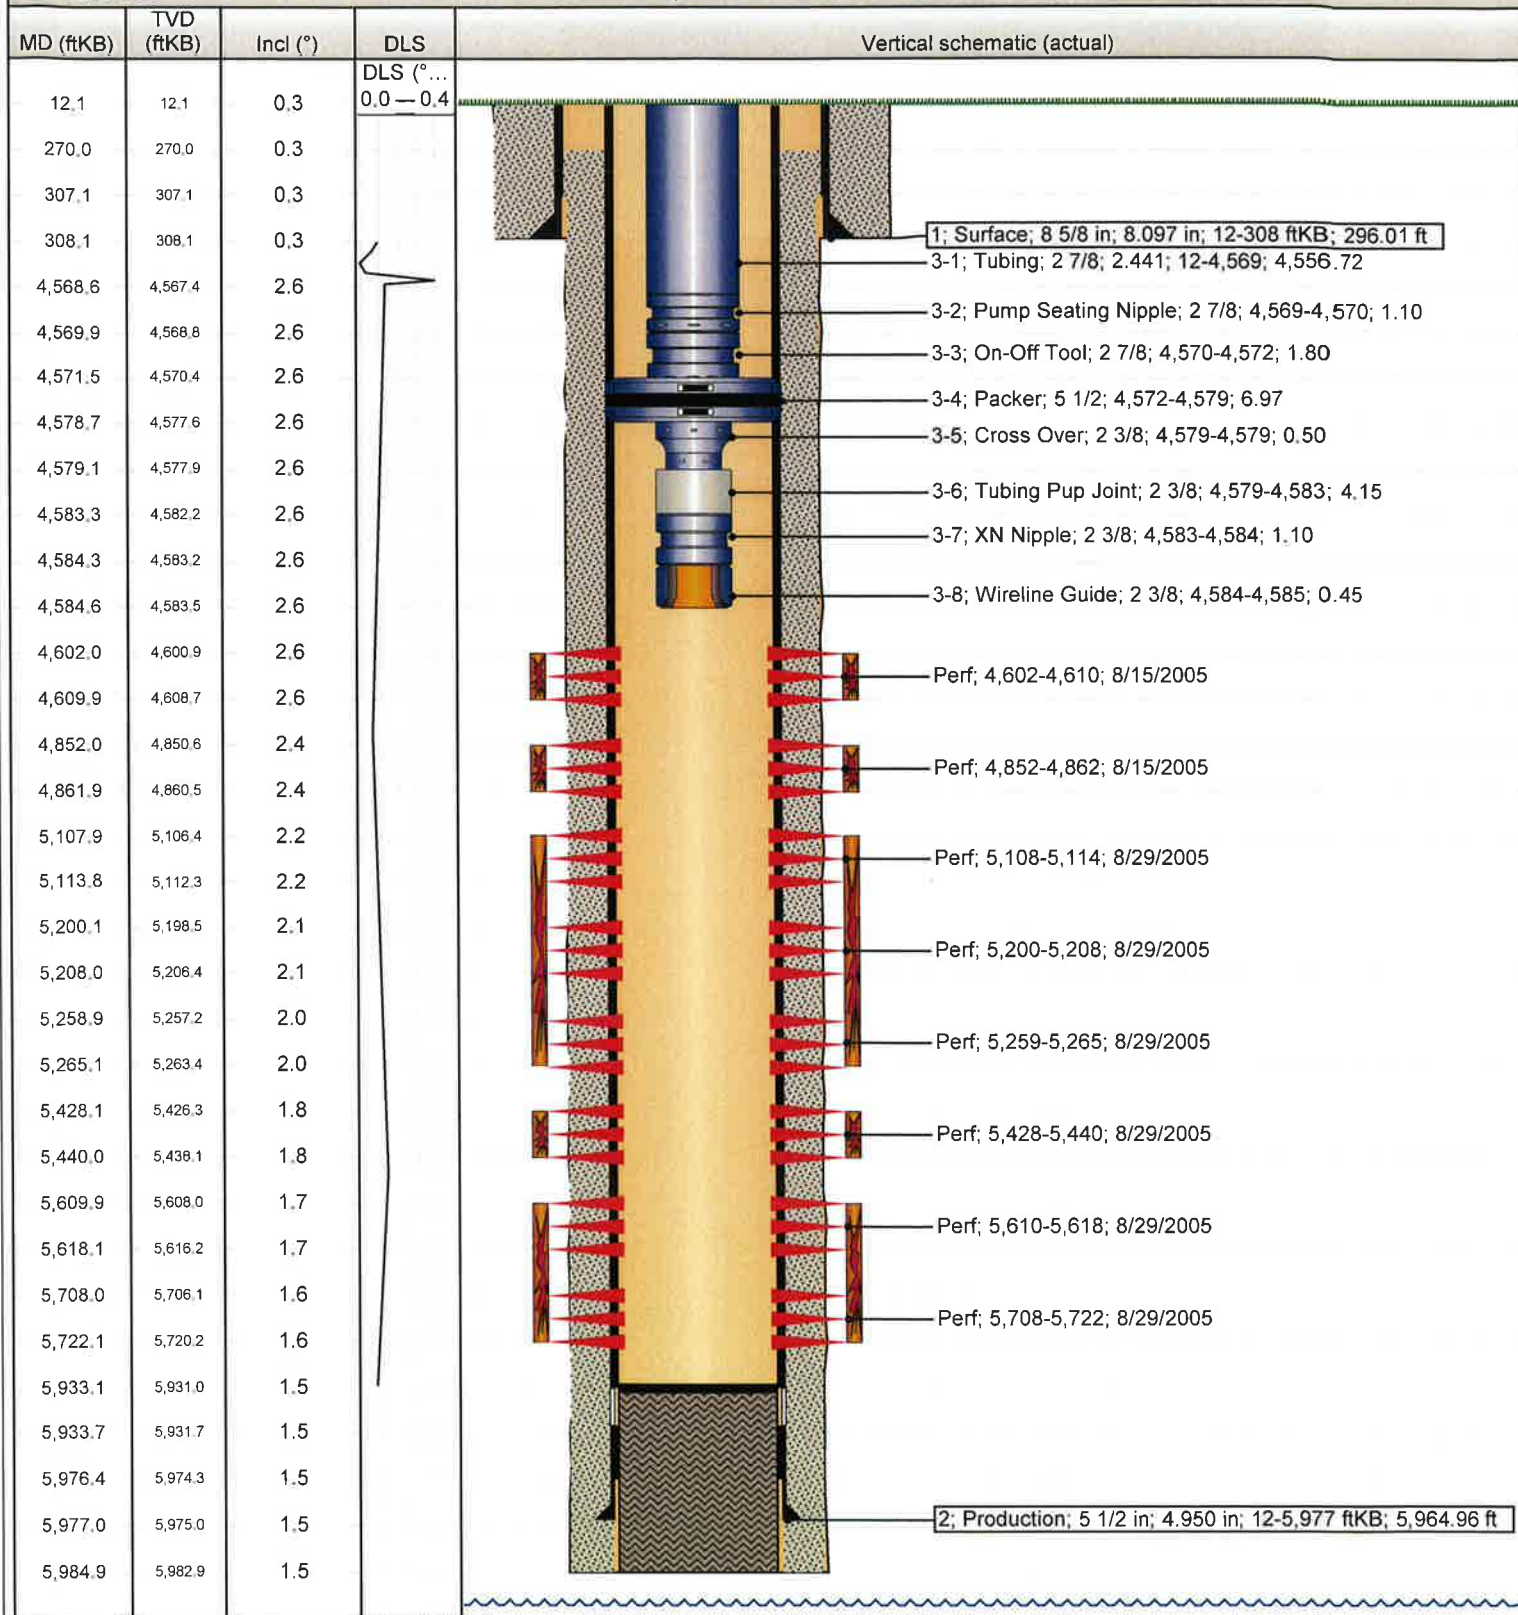 MD (ftKB) TVD (ftKB) Incl (°) DLS Vertical schematic (actual)
DLS (°...
12.1 12.1 0.3 0.0 — 0.4
270.0 270.0 0.3
307.1 307.1 0.3
308.1 308.1 0.3
1; Surface; 8 5/8 in; 8.097 in; 12-308 ftKB; 296.01 ft
3-1; Tubing; 2 7/8; 2.441; 12-4,569; 4,556.72
4,568.6 4,567.4 2.6
3-2; Pump Seating Nipple; 2 7/8; 4,569-4,570; 1.10
4,569.9 4,568.8 2.6
3-3; On-Off Tool; 2 7/8; 4,570-4,572; 1.80
4,571.5 4,570.4 2.6
3-4; Packer; 5 1/2; 4,572-4,579; 6.97
4,578.7 4,577.6 2.6
3-5; Cross Over; 2 3/8; 4,579-4,579; 0.50
4,579.1 4,577.9 2.6
3-6; Tubing Pup Joint; 2 3/8; 4,579-4,583; 4.15
4,583.3 4,582.2 2.6
3-7; XN Nipple; 2 3/8; 4,583-4,584; 1.10
4,584.3 4,583.2 2.6
3-8; Wireline Guide; 2 3/8; 4,584-4,585; 0.45
4,584.6 4,583.5 2.6
4,602.0 4,600.9 2.6
Perf; 4,602-4,610; 8/15/2005
4,609.9 4,608.7 2.6
4,852.0 4,850.6 2.4
Perf; 4,852-4,862; 8/15/2005
4,861.9 4,860.5 2.4
5,107.9 5,106.4 2.2
Perf; 5,108-5,114; 8/29/2005
5,113.8 5,112.3 2.2
5,200.1 5,198.5 2.1
Perf; 5,200-5,208; 8/29/2005
5,208.0 5,206.4 2.1
5,258.9 5,257.2 2.0
Perf; 5,259-5,265; 8/29/2005
5,265.1 5,263.4 2.0
5,428.1 5,426.3 1.8
Perf; 5,428-5,440; 8/29/2005
5,440.0 5,438.1 1.8
5,609.9 5,608.0 1.7
Perf; 5,610-5,618; 8/29/2005
5,618.1 5,616.2 1.7
5,708.0 5,706.1 1.6
Perf; 5,708-5,722; 8/29/2005
5,722.1 5,720.2 1.6
5,933.1 5,931.0 1.5
5,933.7 5,931.7 1.5
5,976.4 5,974.3 1.5
2; Production; 5 1/2 in; 4.950 in; 12-5,977 ftKB; 5,964.96 ft
5,977.0 5,975.0 1.5
5,984.9 5,982.9 1.5